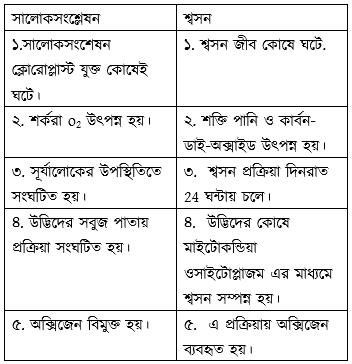 সালোকসংশ্লেষন শ্বসন
১.সালোকসংশেষন ১. শ্বসন জীব কোষে ঘটে.
ক্লোরোপ্লাস্ট যুক্ত কোষেই
ঘটে।
২. শর্করা o₂ উৎপন্ন হয়। ২. শক্তি পানি ও কার্বন-
ডাই-অক্সাইড উৎপন্ন হয়।
৩. সূর্যালোকের উপস্থিতিতে ৩. শ্বসন প্রক্রিয়া দিনরাত
সংঘটিত হয়। 24 ঘন্টায় চলে।
৪. উদ্ভিদের সবুজ পাতায় ৪. উদ্ভিদের কোষে
প্রক্রিয়া সংঘটিত হয়। মাইটোকন্ডিয়া
ওসাইটোপ্লাজম এর মাধ্যমে
শ্বসন সম্পন্ন হয়।
৫. অক্সিজেন বিমুক্ত হয়। ৫. এ প্রক্রিয়ায় অক্সিজেন
ব্যবহৃত হয়।